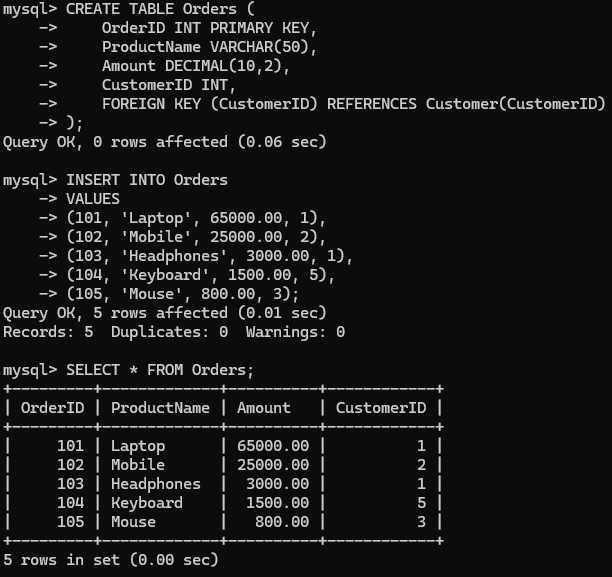 mysql> CREATE TABLE Orders (
    ->     OrderID INT PRIMARY KEY,
    ->     ProductName VARCHAR(50),
    ->     Amount DECIMAL(10,2),
    ->     CustomerID INT,
    ->     FOREIGN KEY (CustomerID) REFERENCES Customer(CustomerID)
    -> );
Query OK, 0 rows affected (0.06 sec)

mysql> INSERT INTO Orders
    -> VALUES
    -> (101, 'Laptop', 65000.00, 1),
    -> (102, 'Mobile', 25000.00, 2),
    -> (103, 'Headphones', 3000.00, 1),
    -> (104, 'Keyboard', 1500.00, 5),
    -> (105, 'Mouse', 800.00, 3);
Query OK, 5 rows affected (0.01 sec)
Records: 5  Duplicates: 0  Warnings: 0

mysql> SELECT * FROM Orders;
+---------+-------------+----------+------------+
| OrderID | ProductName | Amount   | CustomerID |
+---------+-------------+----------+------------+
|     101 | Laptop      | 65000.00 |          1 |
|     102 | Mobile      | 25000.00 |          2 |
|     103 | Headphones  |  3000.00 |          1 |
|     104 | Keyboard    |  1500.00 |          5 |
|     105 | Mouse       |   800.00 |          3 |
+---------+-------------+----------+------------+
5 rows in set (0.00 sec)